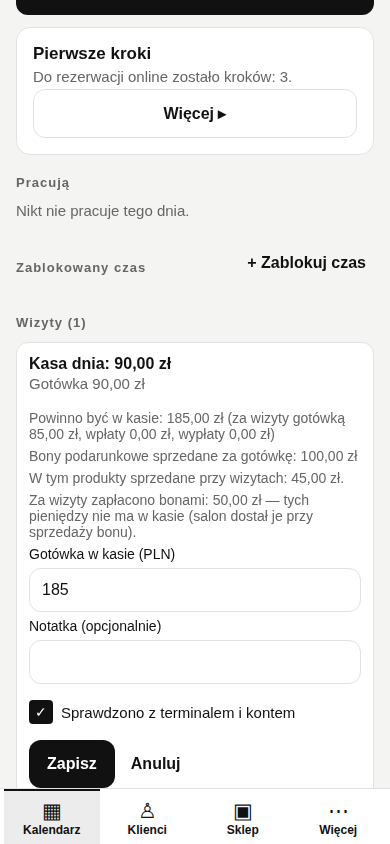 Pierwsze kroki
Do rezerwacji online zostało kroków: 3.
Więcej ▸
Pracują
Nikt nie pracuje tego dnia.
Zablokowany czas
+ Zablokuj czas
Wizyty (1)
Kasa dnia: 90,00 zł
Gotówka 90,00 zł
Powinno być w kasie: 185,00 zł (za wizyty gotówką
85,00 zł, wpłaty 0,00 zł, wypłaty 0,00 zł)
Bony podarunkowe sprzedane za gotówkę: 100,00 zł
W tym produkty sprzedane przy wizytach: 45,00 zł.
Za wizyty zapłacono bonami: 50,00 zł — tych
pieniędzy nie ma w kasie (salon dostał je przy
sprzedaży bonu).
Gotówka w kasie (PLN)
185
Notatka (opcjonalnie)
✓ Sprawdzono z terminalem i kontem
Zapisz
Anuluj
Kalendarz
Klienci
Sklep
Więcej